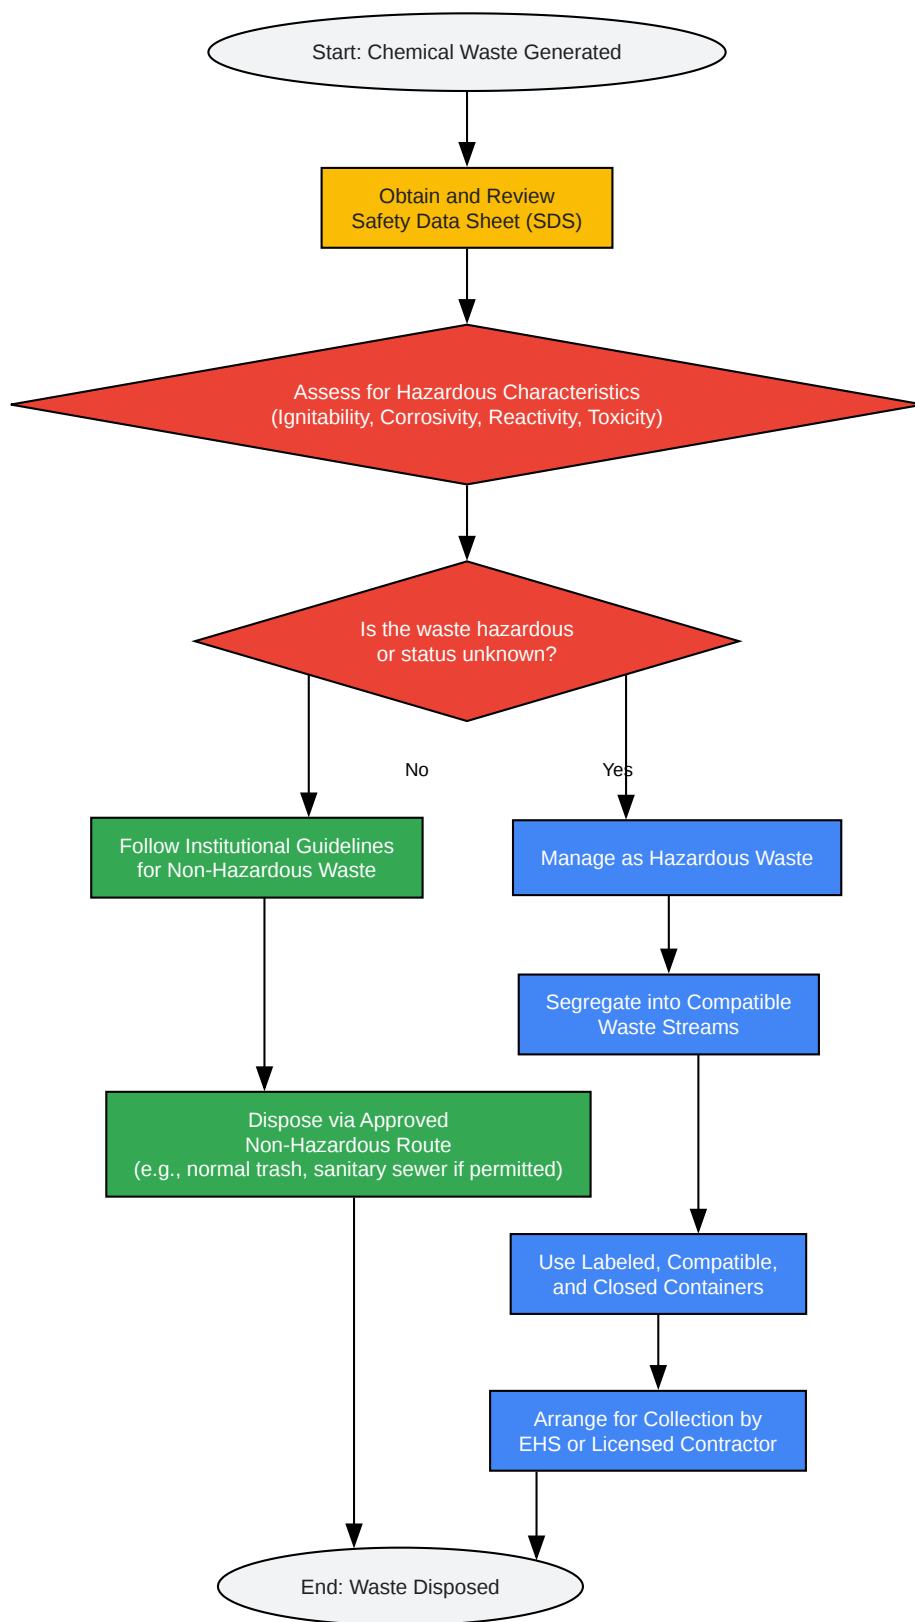 Start: Chemical Waste Generated
Obtain and Review
Safety Data Sheet (SDS)
Assess for Hazardous Characteristics
(Ignitability, Corrosivity, Reactivity, Toxicity)
Is the waste hazardous
or status unknown?
No
Yes
Follow Institutional Guidelines
for Non-Hazardous Waste
Manage as Hazardous Waste
Segregate into Compatible
Waste Streams
Dispose via Approved
Non-Hazardous Route
(e.g., normal trash, sanitary sewer if permitted)
Use Labeled, Compatible,
and Closed Containers
Arrange for Collection by
EHS or Licensed Contractor
End: Waste Disposed